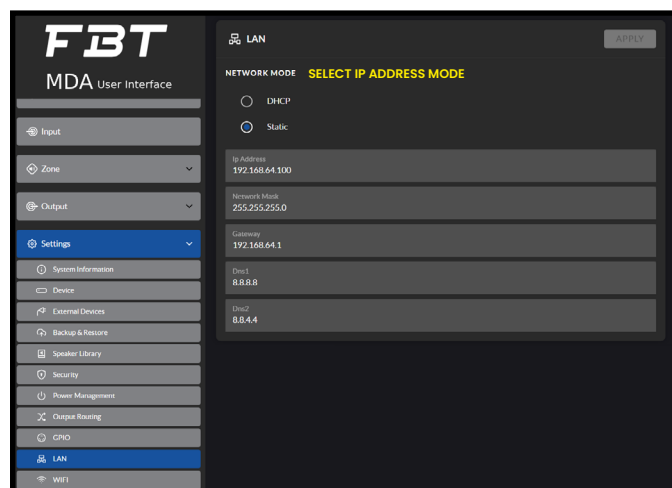 FBT
MDA User Interface
Input
Zone
Output
Settings
System Information
Device
External Devices
Backup & Restore
Speaker Library
Security
Power Management
Output Routing
GPIO
LAN
WIFI
LAN
APPLY
NETWORK MODE SELECT IP ADDRESS MODE
DHCP
Static
Ip Address
192.168.64.100
Network Mask
255.255.255.0
Gateway
192.168.64.1
Dns1
8.8.8.8
Dns2
8.8.4.4